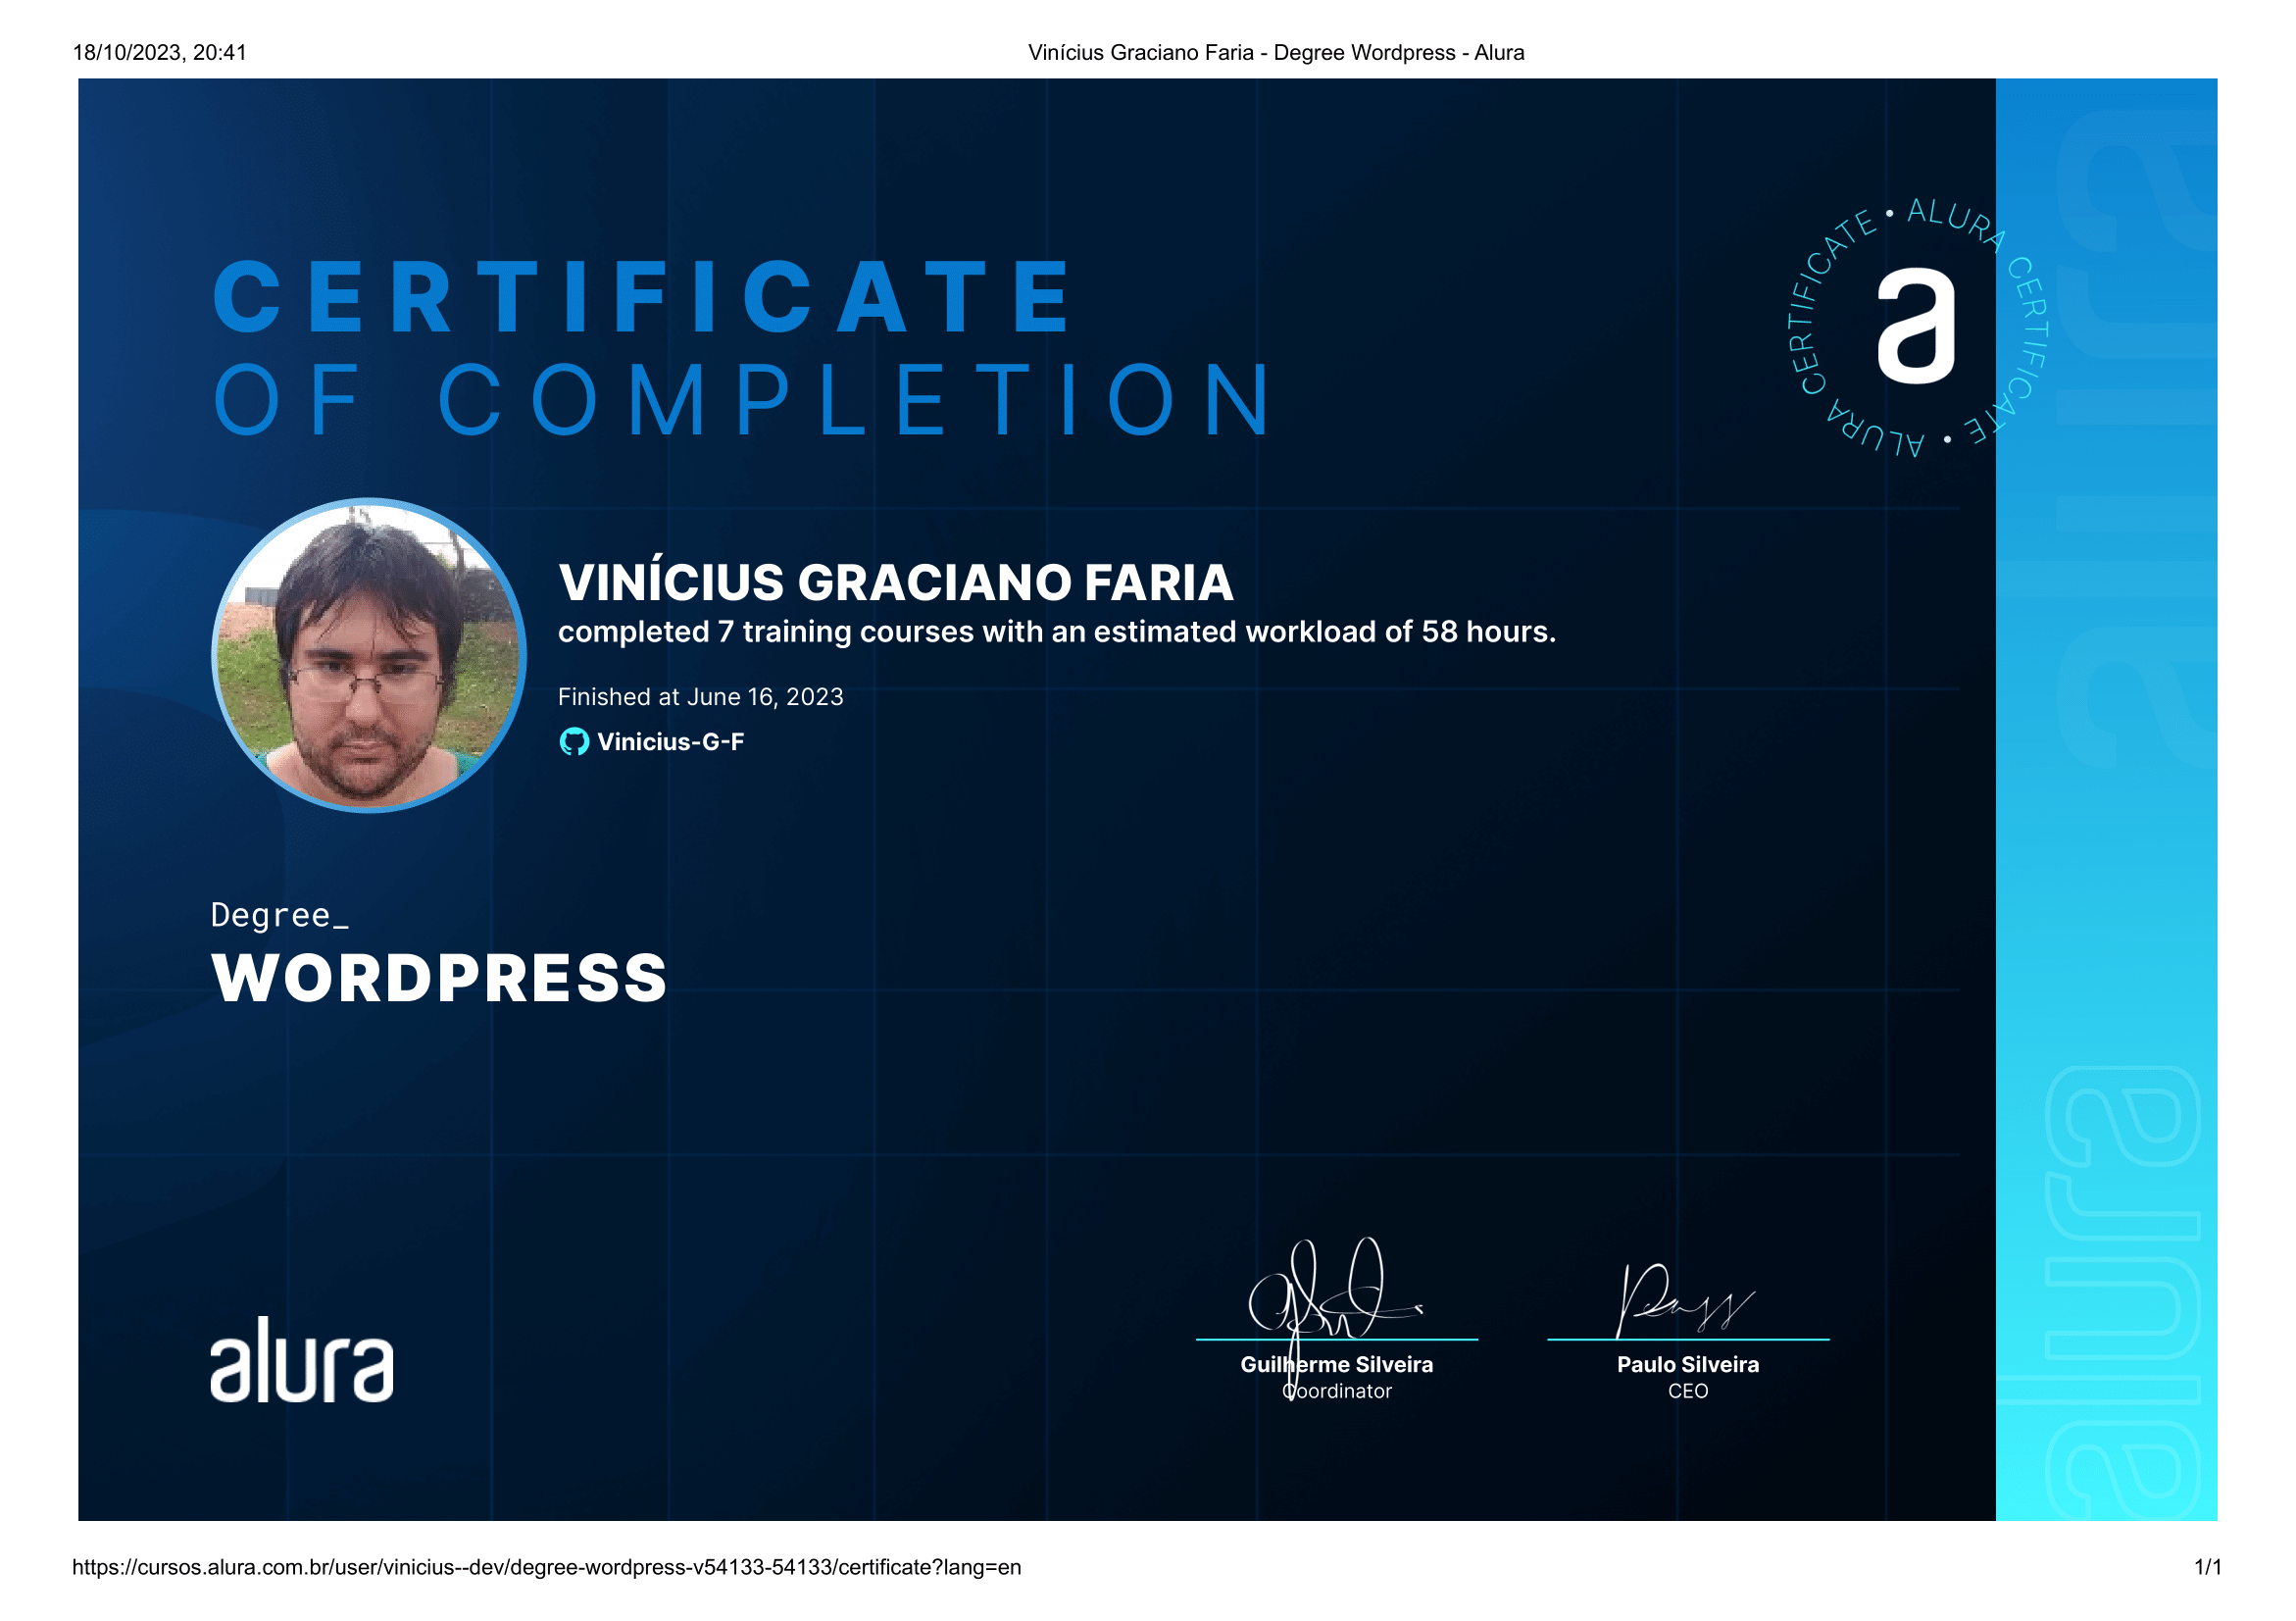 18/10/2023, 20:41
Vinícius Graciano Faria - Degree Wordpress - Alura
CERTIFICATE
OF COMPLETION
ALURA CERTIFICATE • ALURA CERTIFICATE •
a
VINÍCIUS GRACIANO FARIA
completed 7 training courses with an estimated workload of 58 hours.
Finished at June 16, 2023
Vinicius-G-F
Degree_
WORDPRESS
alura
Guilherme Silveira
Coordinator
Paulo Silveira
CEO
alura
alura
https://cursos.alura.com.br/user/vinicius--dev/degree-wordpress-v54133-54133/certificate?lang=en
1/1